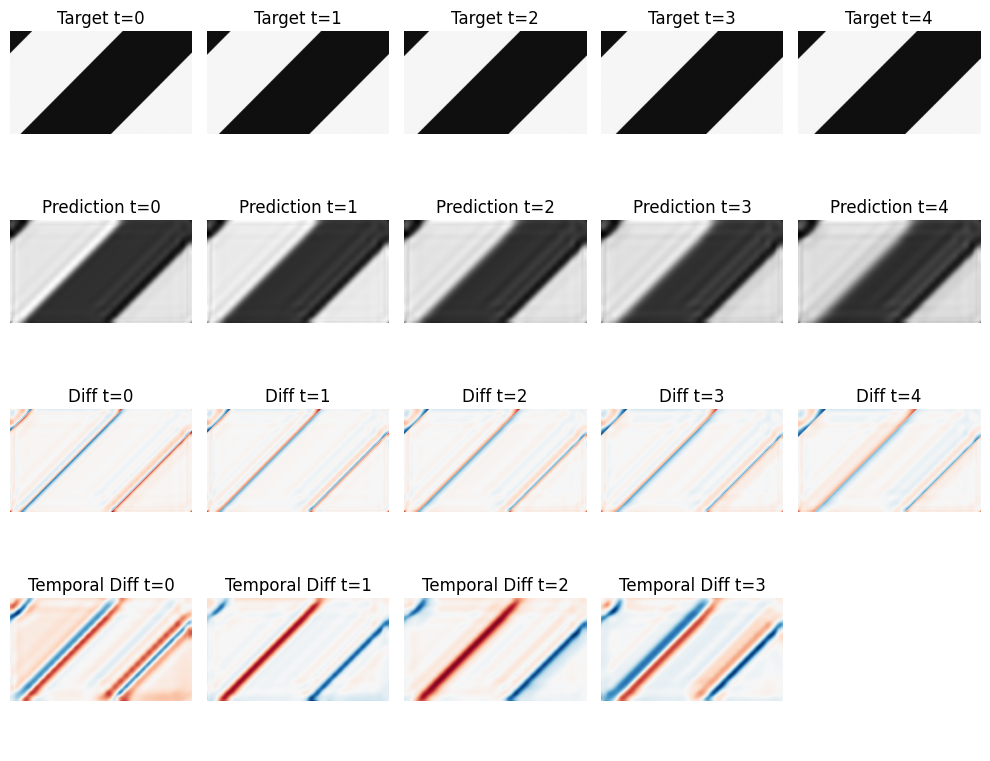 Target t=0 Target t=1 Target t=2 Target t=3 Target t=4
Prediction t=0 Prediction t=1 Prediction t=2 Prediction t=3 Prediction t=4
Diff t=0 Diff t=1 Diff t=2 Diff t=3 Diff t=4
Temporal Diff t=0 Temporal Diff t=1 Temporal Diff t=2 Temporal Diff t=3